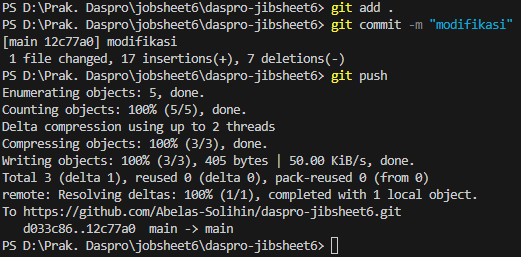 PS D:\Prak. Daspro\jobsheet6\daspro-jibsheet6> git add .
PS D:\Prak. Daspro\jobsheet6\daspro-jibsheet6> git commit -m "modifikasi"
[main 12c77a0] modifikasi
 1 file changed, 17 insertions(+), 7 deletions(-)
PS D:\Prak. Daspro\jobsheet6\daspro-jibsheet6> git push
Enumerating objects: 5, done.
Counting objects: 100% (5/5), done.
Delta compression using up to 2 threads
Compressing objects: 100% (3/3), done.
Writing objects: 100% (3/3), 405 bytes | 50.00 KiB/s, done.
Total 3 (delta 1), reused 0 (delta 0), pack-reused 0 (from 0)
remote: Resolving deltas: 100% (1/1), completed with 1 local object.
To https://github.com/Abelas-Solihin/daspro-jibsheet6.git
   d033c86..12c77a0  main -> main
PS D:\Prak. Daspro\jobsheet6\daspro-jibsheet6>